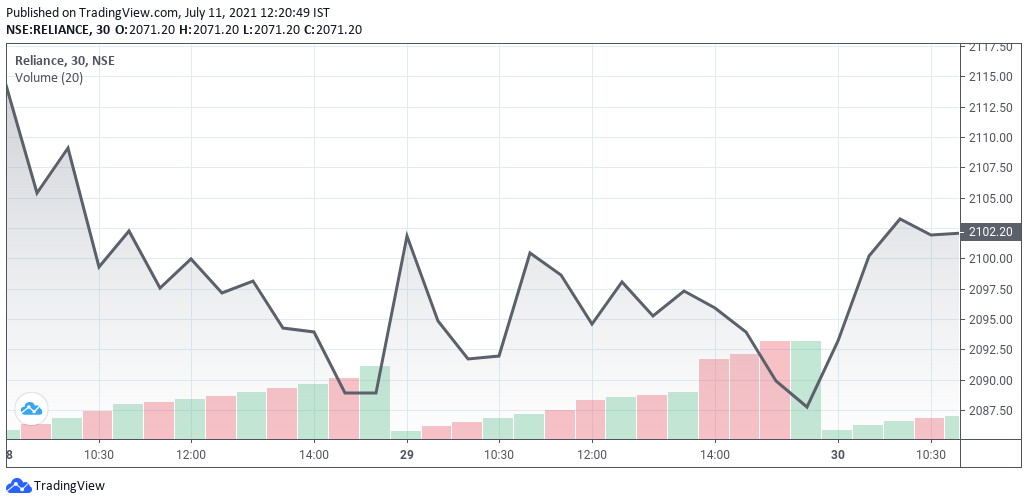 Published on TradingView.com, July 11, 2021 12:20:49 IST
NSE:RELIANCE, 30 O:2071.20 H:2071.20 L:2071.20 C:2071.20
Reliance, 30, NSE
Volume (20)
2117.50
2115.00
2112.50
2110.00
2107.50
2105.00
2102.20
2100.00
2097.50
2095.00
2092.50
2090.00
2087.50
8 10:30 12:00 14:00 29 10:30 12:00 14:00 30 10:30
TradingView